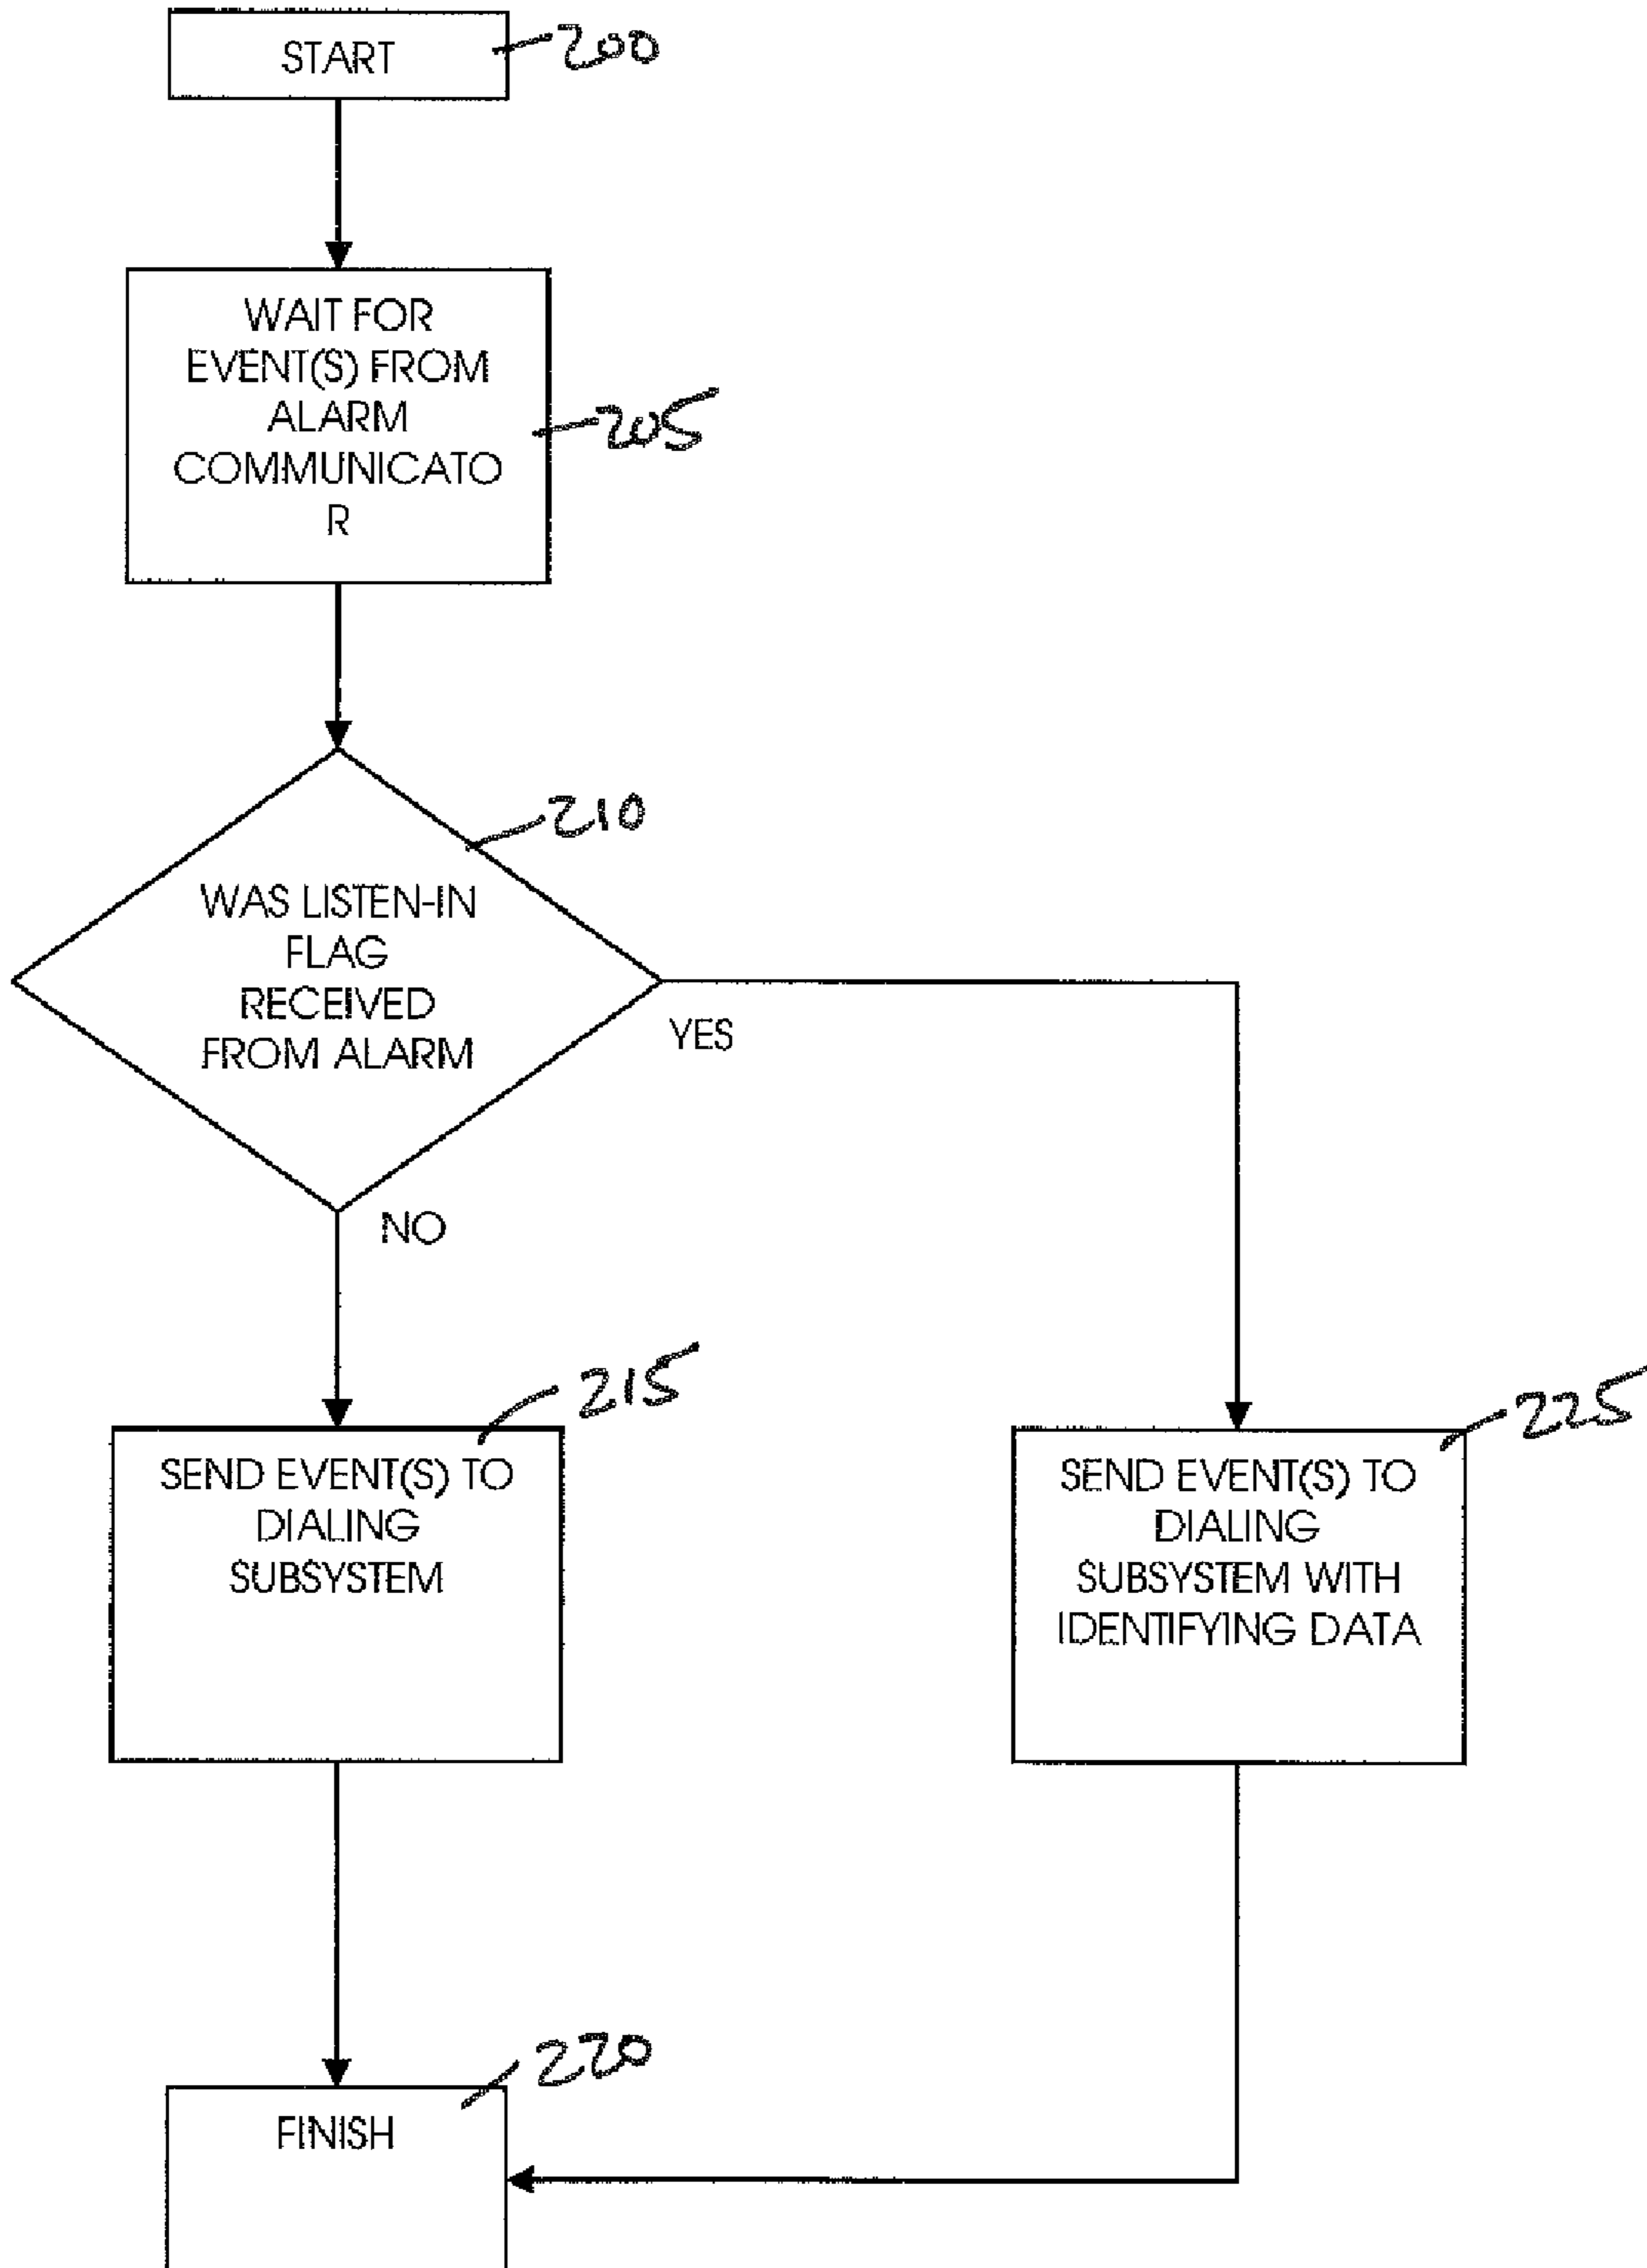 START
200
WAIT FOR
EVENT(S) FROM
ALARM
COMMUNICATO
R
205
210
WAS LISTEN-IN
FLAG
RECEIVED
FROM ALARM
YES
NO
215
SEND EVENT(S) TO
DIALING
SUBSYSTEM
225
SEND EVENT(S) TO
DIALING
SUBSYSTEM WITH
IDENTIFYING DATA
220
FINISH